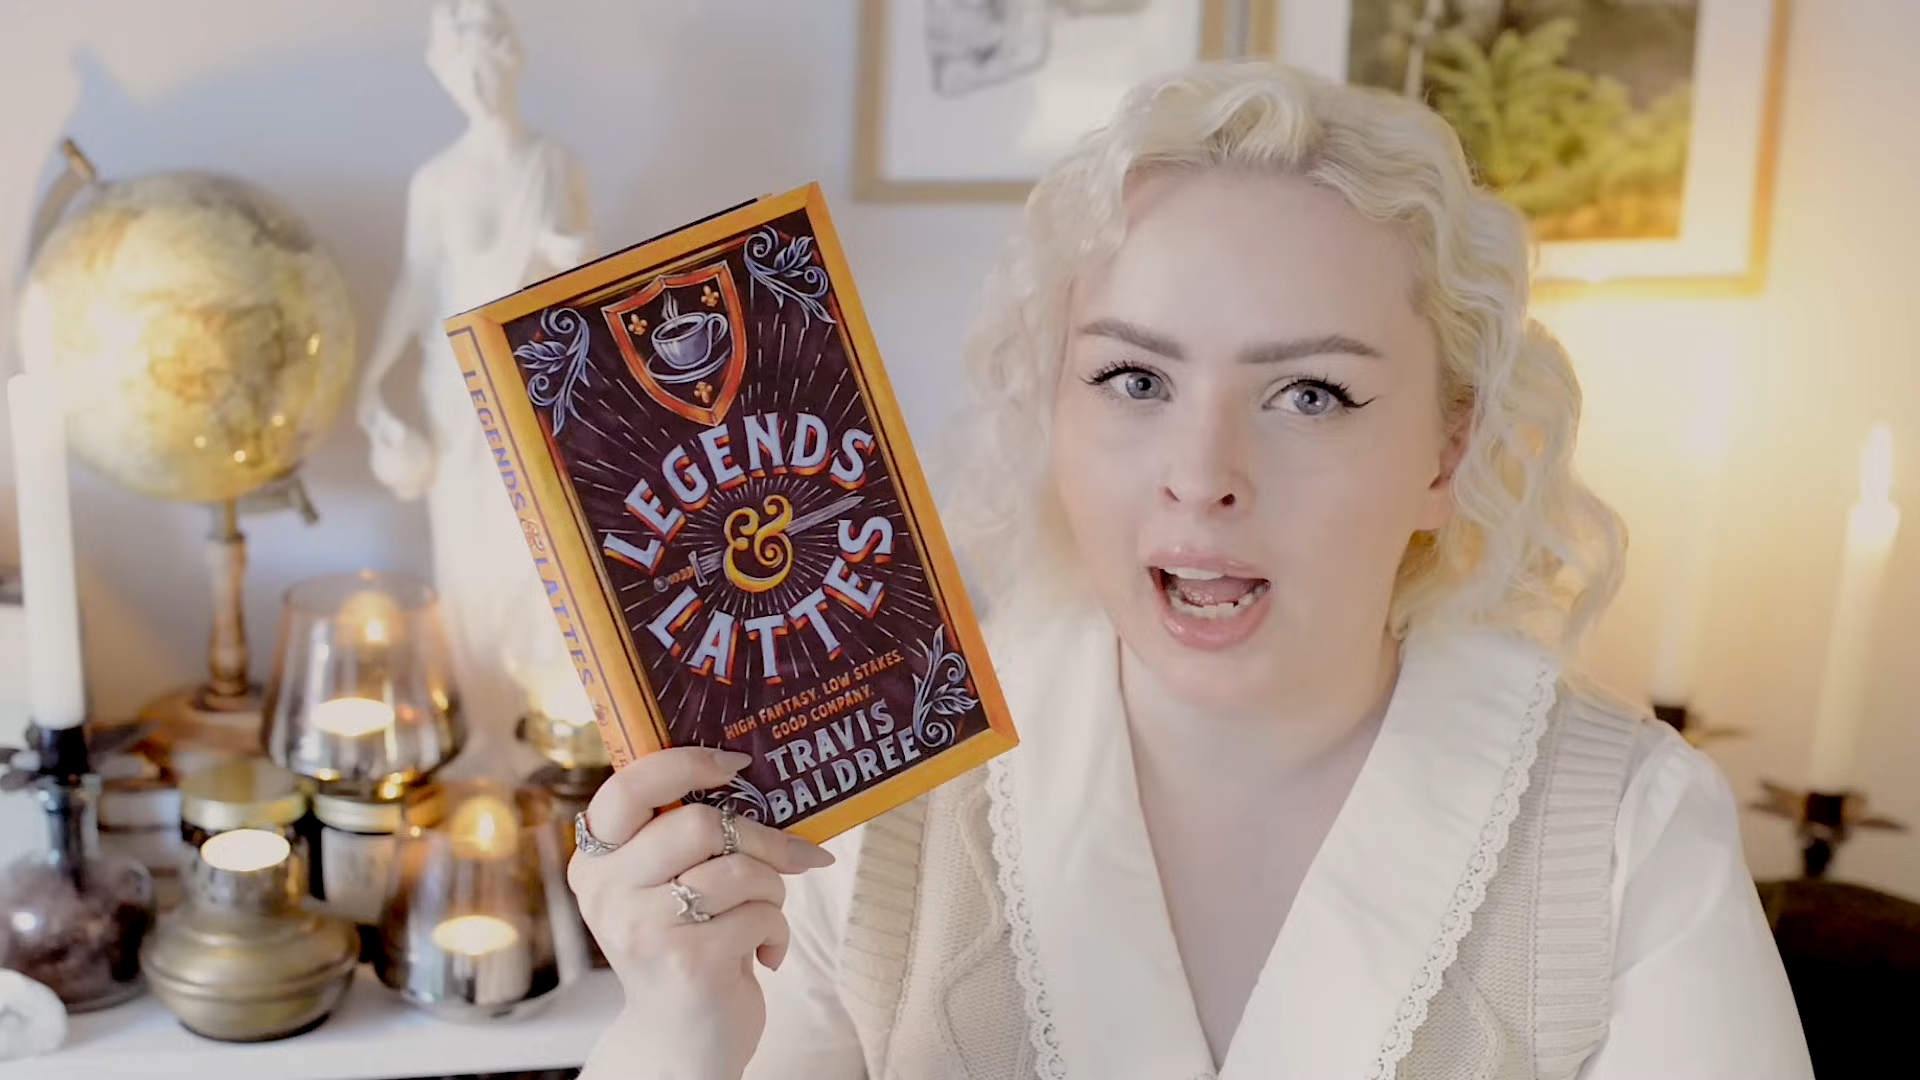 LEGENDS
&
LATTES
HIGH FANTASY. LOW STAKES.
GOOD COMPANY.
TRAVIS
BALDREE
LEGENDS & LATTES